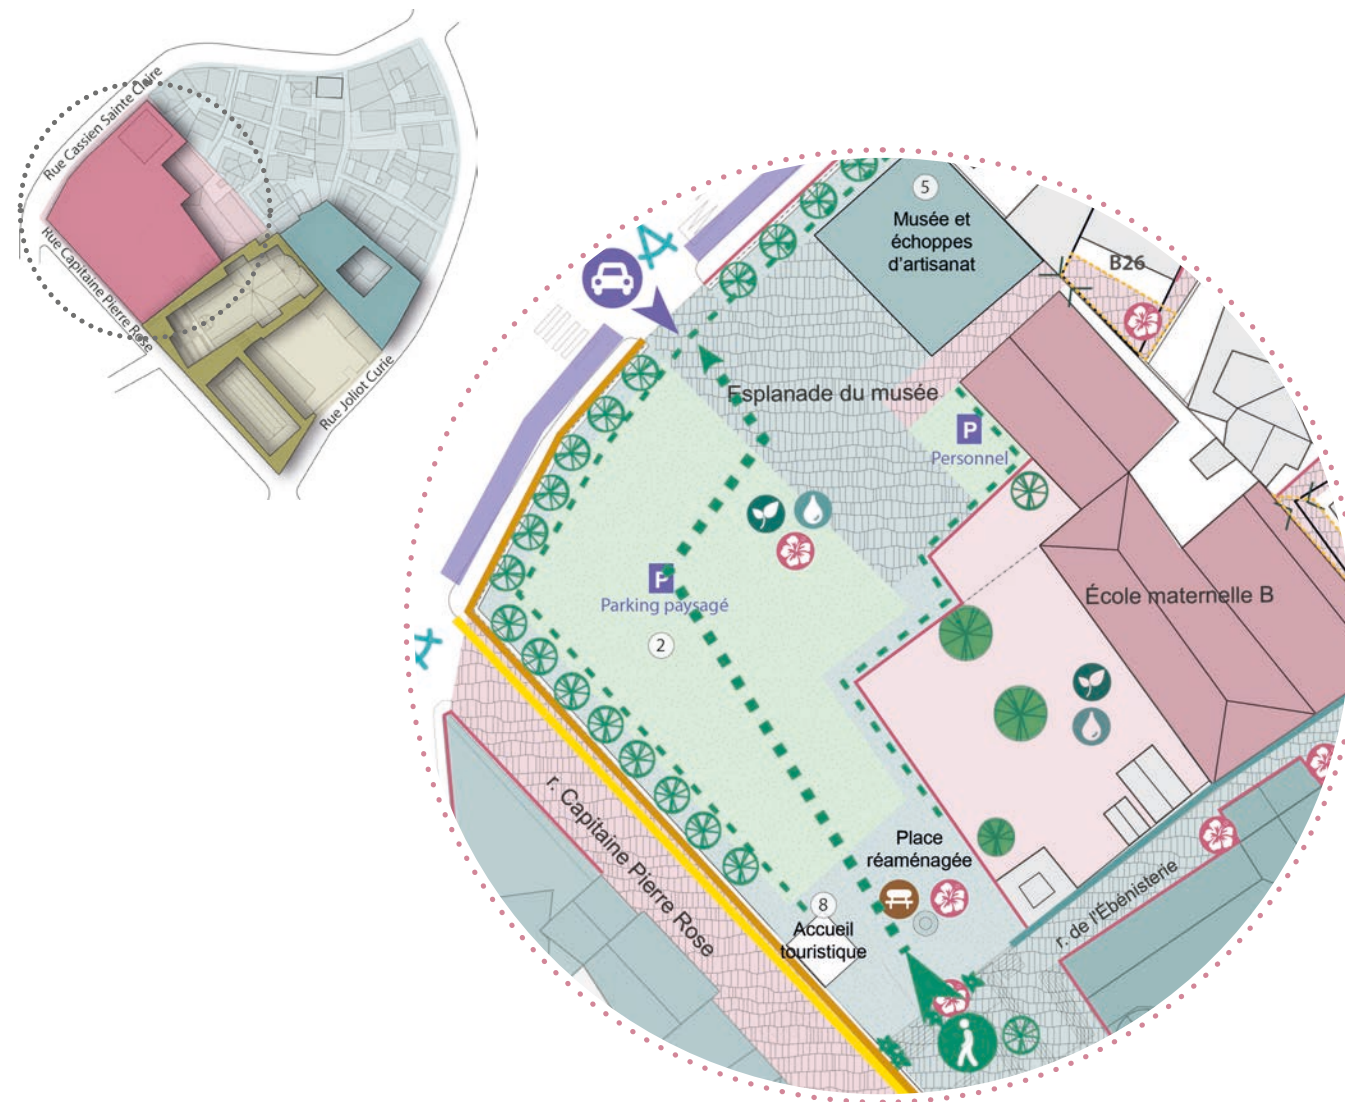 Rue Cassien Sainte Claire
Rue Capitaine Pierre Rose
Rue Joliot Curie
5
Musée et
échoppes
d'artisanat
B26
Esplanade du musée
P
Personnel
P
Parking paysagé
2
École maternelle B
r. Capitaine Pierre Rose
Place
réaménagée
8
Accueil
touristique
r. de l'Ébénisterie